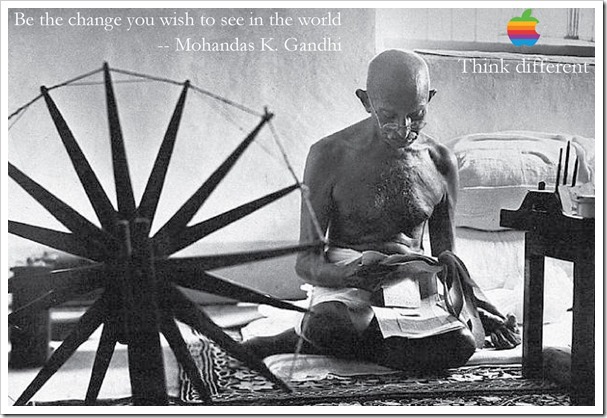 Be the change you wish to see in the world
-- Mohandas K. Gandhi
Think different